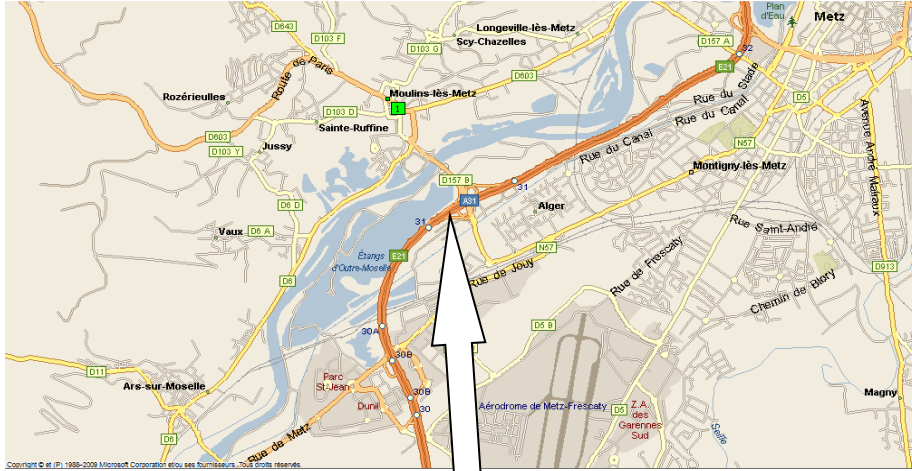 D643
D103 F
Longeville-lès-Metz
Plan
d'Eau
Metz
D103 G
Scy-Chazelles
D157 A
32
E21
Route de Paris
D603
Rozérieulles
Moulins-lès-Metz
1
Rue du Stade
D5
D103 D
Sainte-Ruffine
Rue du Canal
Avenue André Malraux
D603
D103 Y
Jussy
Rue du Canal
N57
Montigny-lès-Metz
D157 B
31
A31
Alger
D6 D
31
Rue Saint-André
Vaux
D6 A
Étangs
d'Outre-Moselle
E21
N57
Rue de Jouy
Rue de Frescaty
D913
D6
Chemin de Blory
30A
D5 B
30B
D11
Parc
St-Jean
Ars-sur-Moselle
30B
Magny
Dunil
30
Aérodrome de Metz-Frescaty
D5
Z.A.
des
Garennes
Sud
Seille
D6
Rue de Metz
Copyright © et (P) 1988–2009 Microsoft Corporation et/ou ses fournisseurs. Tous droits réservés.